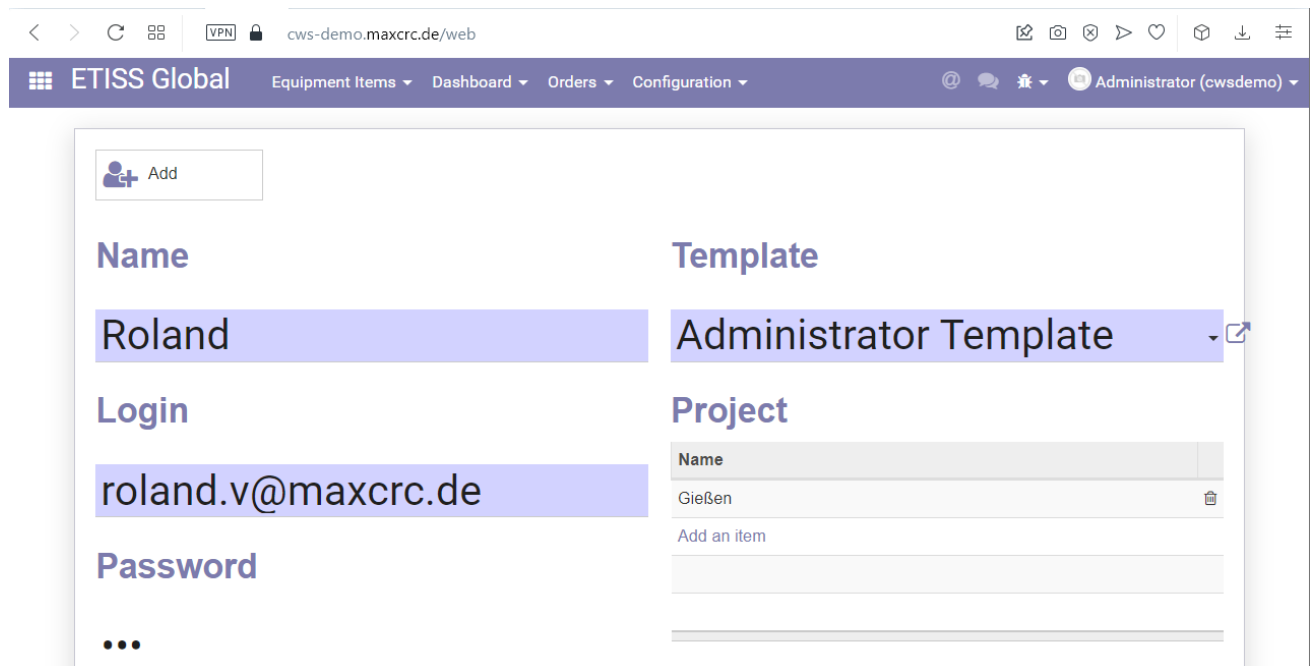 VPN cws-demo.maxcrc.de/web
ETISS Global Equipment Items Dashboard Orders Configuration @ Administrator (cwsdemo)
Add
Name
Roland
Login
roland.v@maxcrc.de
Password
•••
Template
Administrator Template
Project
Name
Gießen
Add an item